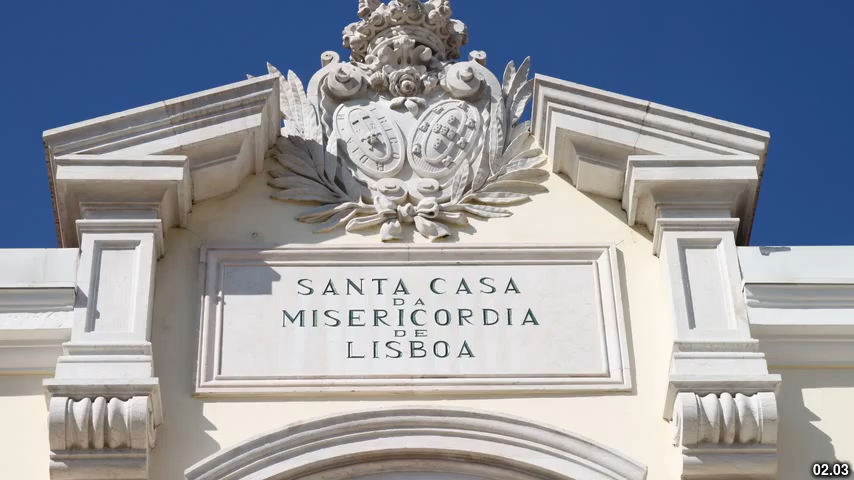 SANTA CASA
DA
MISERICORDIA
DE
LISBOA
02.03